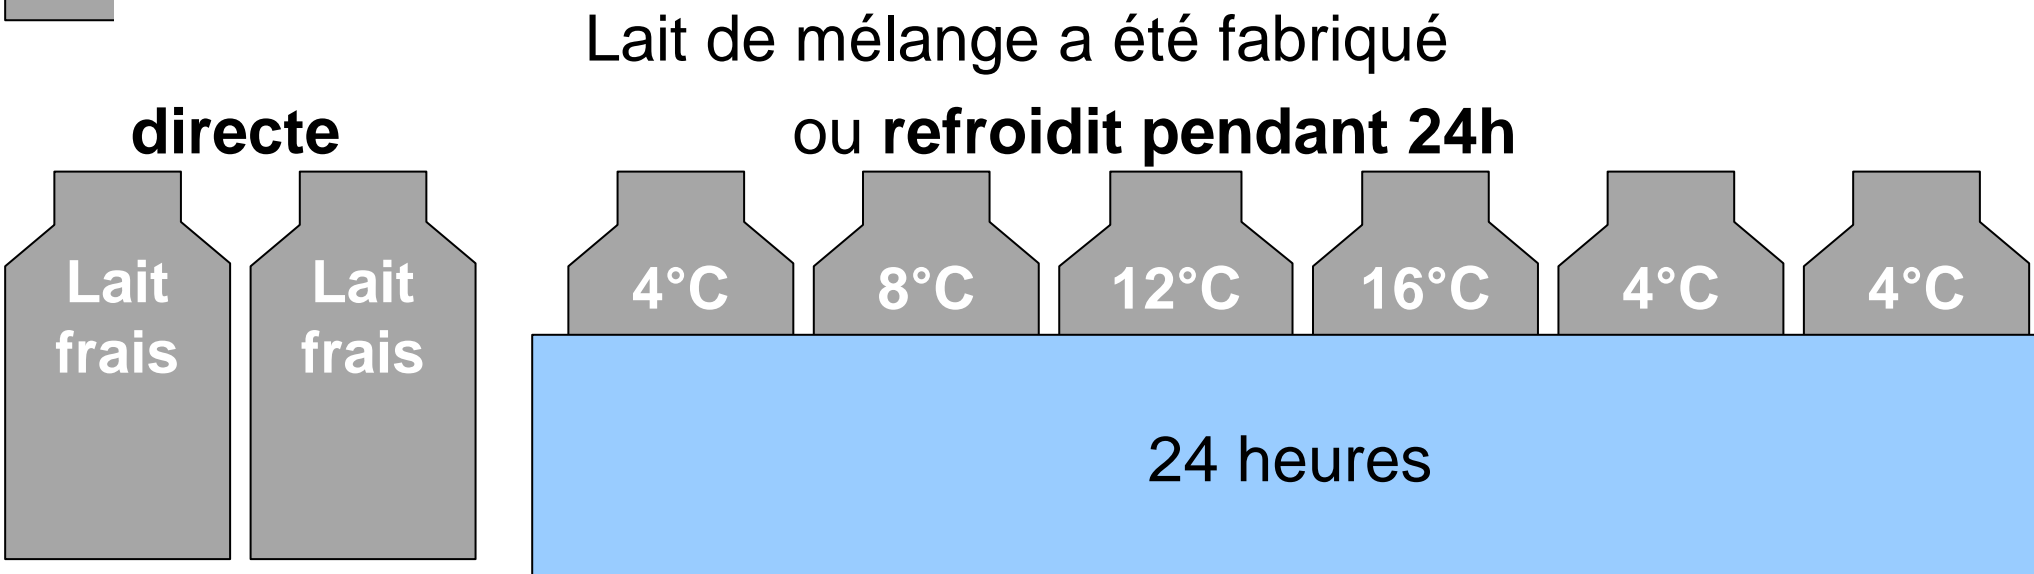 Lait de mélange a été fabriqué
directe
ou refroidit pendant 24h
Lait
frais
Lait
frais
4°C
8°C
12°C
16°C
4°C
4°C
24 heures